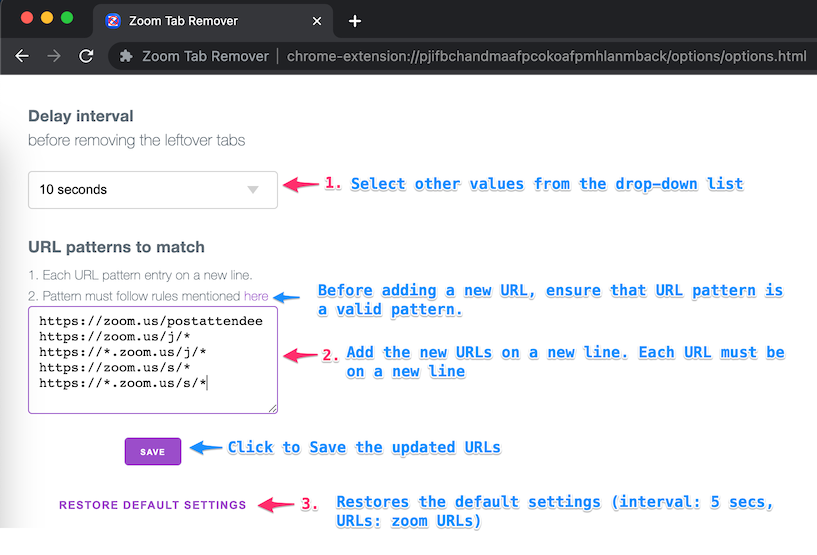 Zoom Tab Remover
Zoom Tab Remover | chrome-extension://pjifbchandmaafpcokoafpmhlanmback/options/options.html
Delay interval
before removing the leftover tabs
10 seconds
1. Select other values from the drop-down list
URL patterns to match
1. Each URL pattern entry on a new line.
2. Pattern must follow rules mentioned here
Before adding a new URL, ensure that URL pattern is
a valid pattern.
https://zoom.us/postattendee
https://zoom.us/j/*
https://*.zoom.us/j/*
https://zoom.us/s/*
https://*.zoom.us/s/*
2. Add the new URLs on a new line. Each URL must be
on a new line
SAVE
Click to Save the updated URLs
RESTORE DEFAULT SETTINGS
3. Restores the default settings (interval: 5 secs,
URLs: zoom URLs)